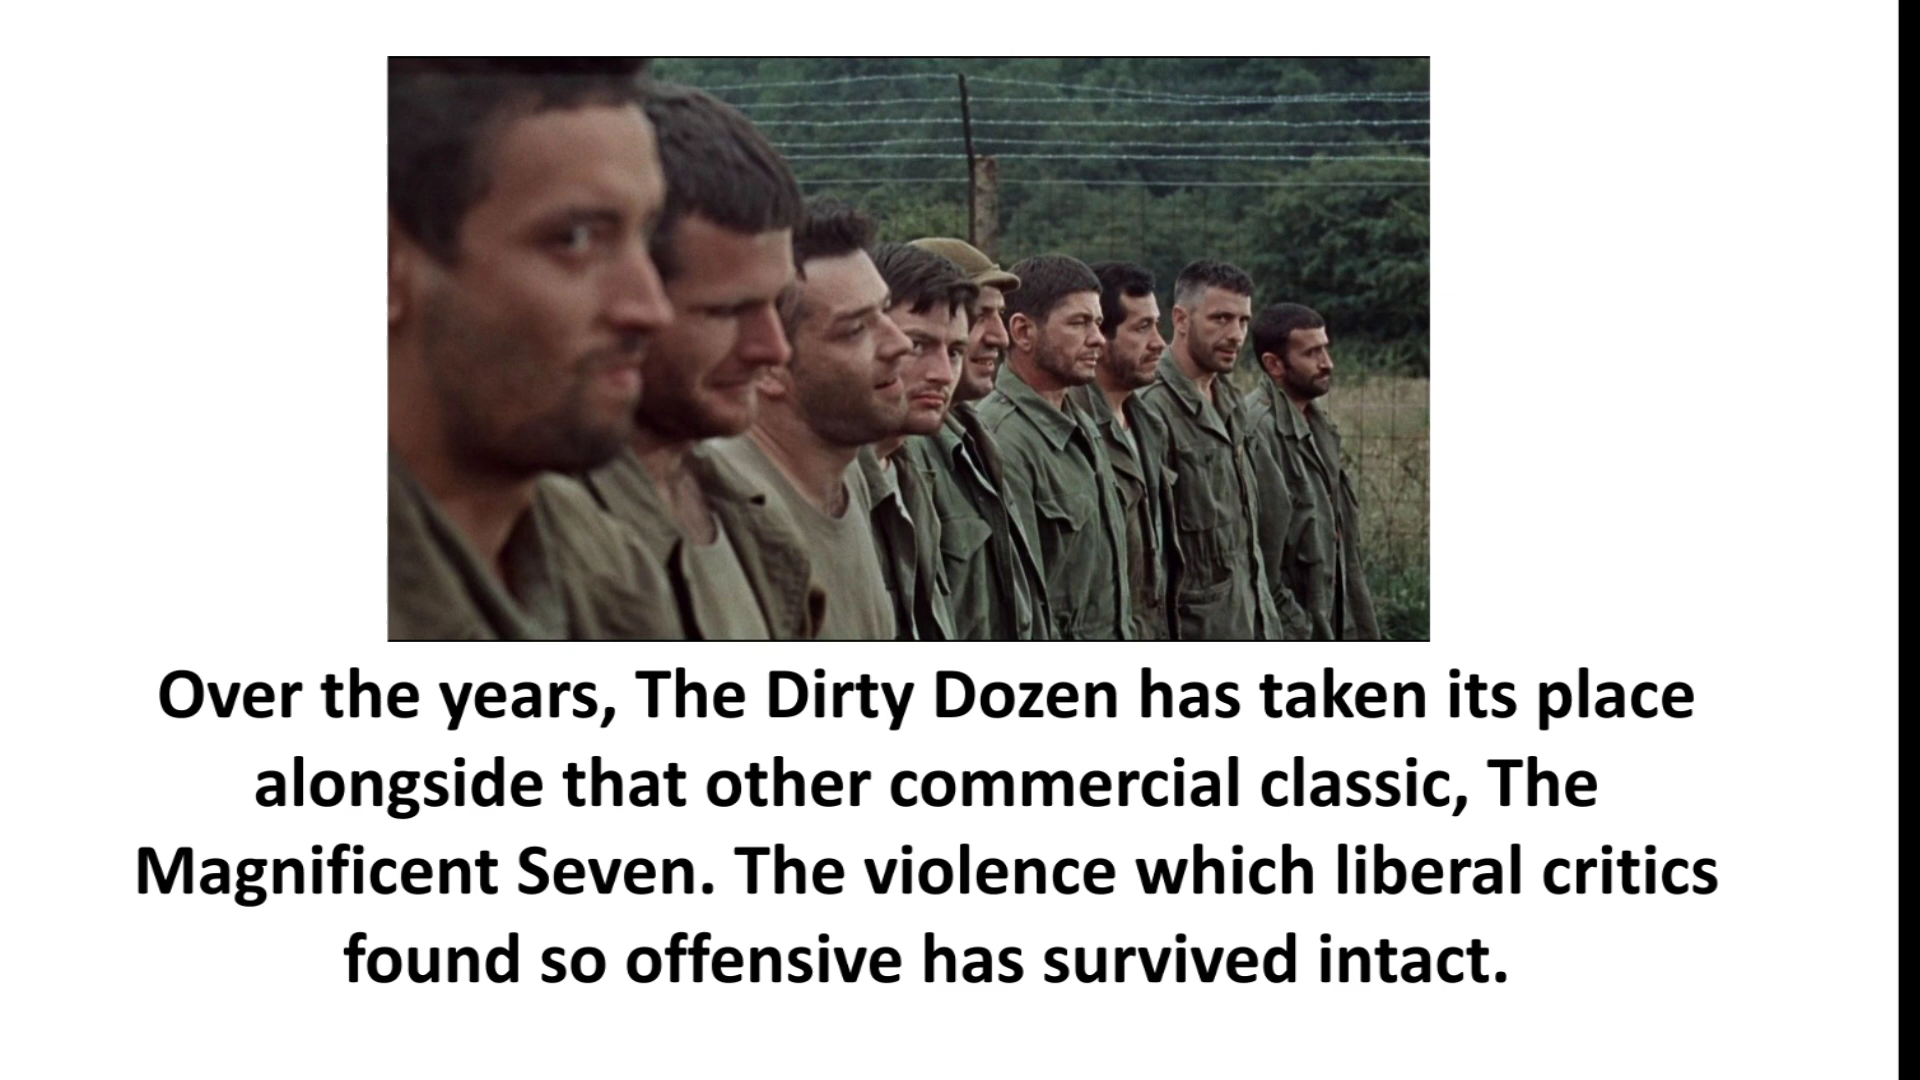 Over the years, The Dirty Dozen has taken its place
alongside that other commercial classic, The
Magnificent Seven. The violence which liberal critics
found so offensive has survived intact.